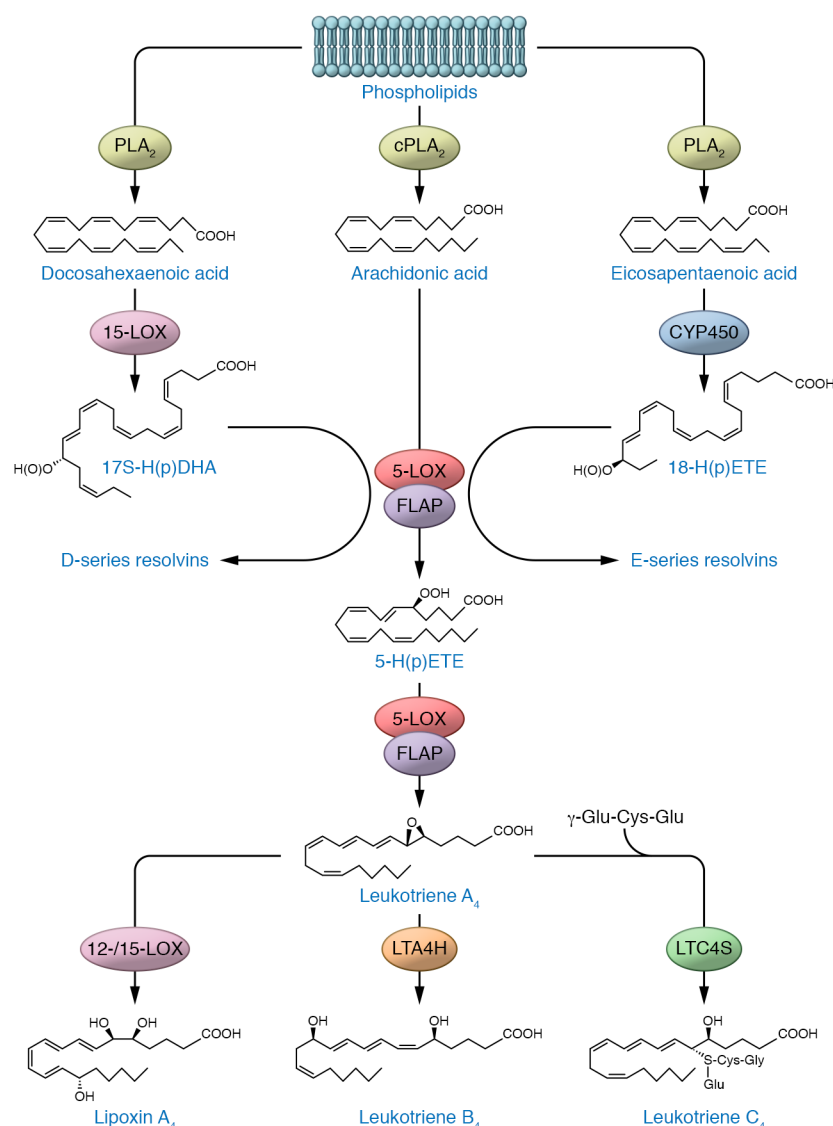 Phospholipids
PLA₂
cPLA₂
PLA₂
COOH
COOH
COOH
Docosahexaenoic acid
Arachidonic acid
Eicosapentaenoic acid
15-LOX
CYP450
COOH
COOH
H(O)O
17S-H(p)DHA
5-LOX
FLAP
H(O)O
18-H(p)ETE
D-series resolvins
E-series resolvins
OOH
COOH
5-H(p)ETE
5-LOX
FLAP
O
COOH
γ-Glu-Cys-Glu
Leukotriene A₄
12-/15-LOX
LTA4H
LTC4S
HO
OH
COOH
OH
Lipoxin A₄
OH
OH
COOH
Leukotriene B₄
OH
COOH
S-Cys-Gly
Glu
Leukotriene C₄